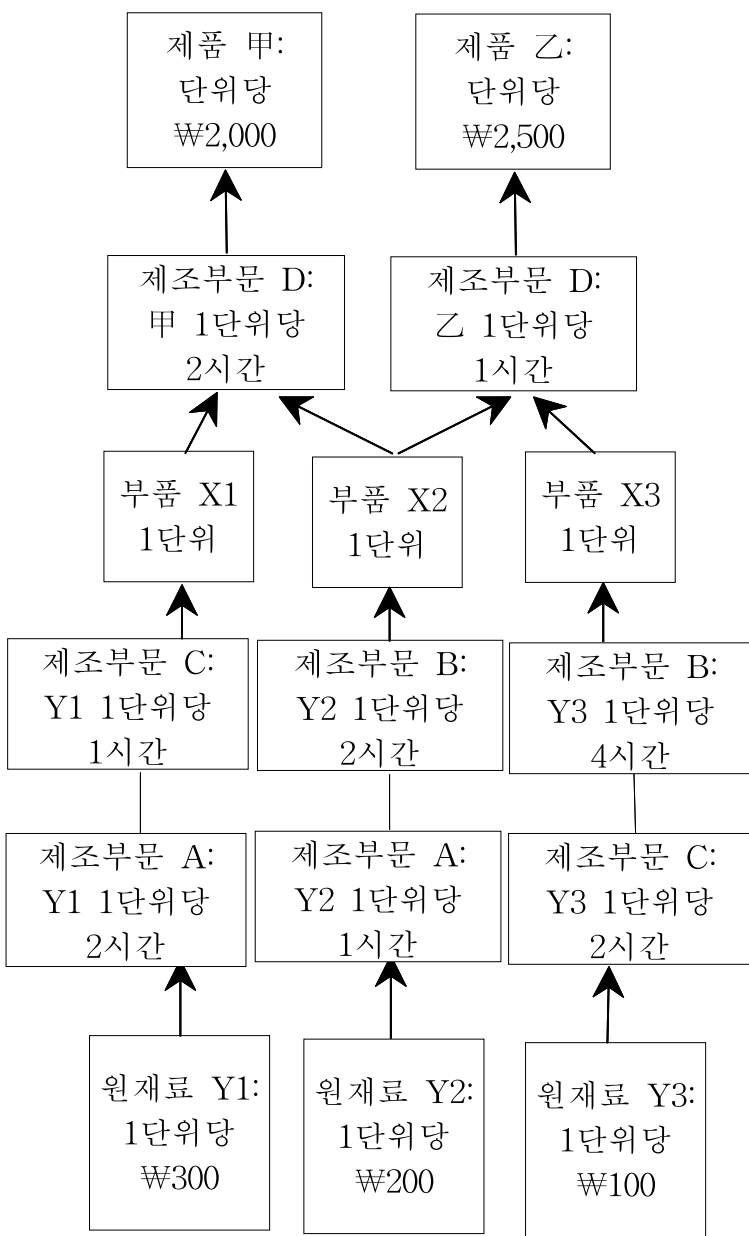 제품 甲:
단위당
₩2,000
제품 乙:
단위당
₩2,500
제조부문 D:
甲 1단위당
2시간
제조부문 D:
乙 1단위당
1시간
부품 X1
1단위
부품 X2
1단위
부품 X3
1단위
제조부문 C:
Y1 1단위당
1시간
제조부문 B:
Y2 1단위당
2시간
제조부문 B:
Y3 1단위당
4시간
제조부문 A:
Y1 1단위당
2시간
제조부문 A:
Y2 1단위당
1시간
제조부문 C:
Y3 1단위당
2시간
원재료 Y1:
1단위당
₩300
원재료 Y2:
1단위당
₩200
원재료 Y3:
1단위당
₩100